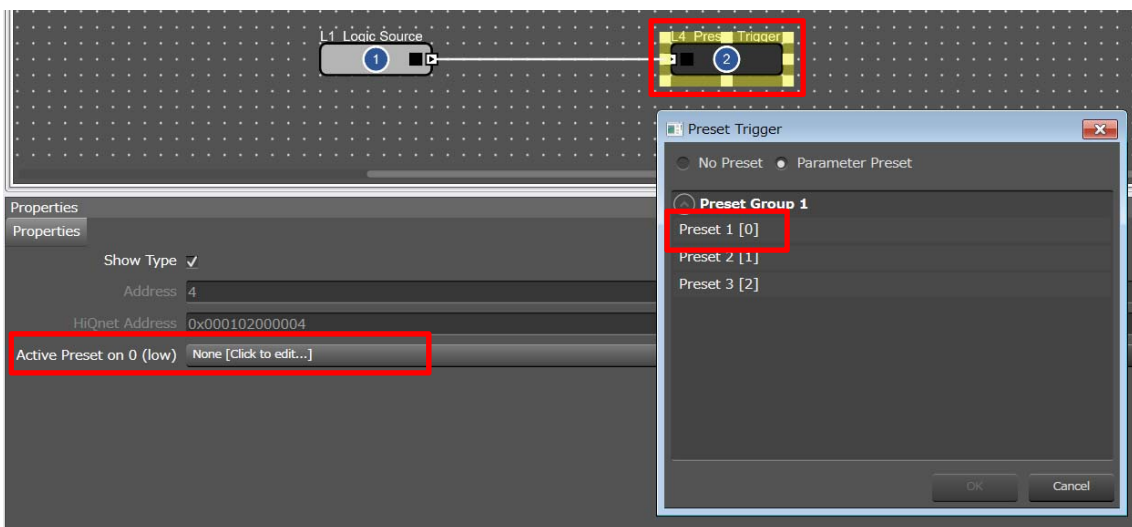 L1 Logic Source
1
L4 Preset Trigger
2
Preset Trigger
No Preset Parameter Preset
Preset Group 1
Preset 1 [0]
Preset 2 [1]
Preset 3 [2]
OK Cancel
Properties
Properties
Show Type
Address 4
HiQnet Address 0x000102000004
Active Preset on 0 (low) None [Click to edit...]